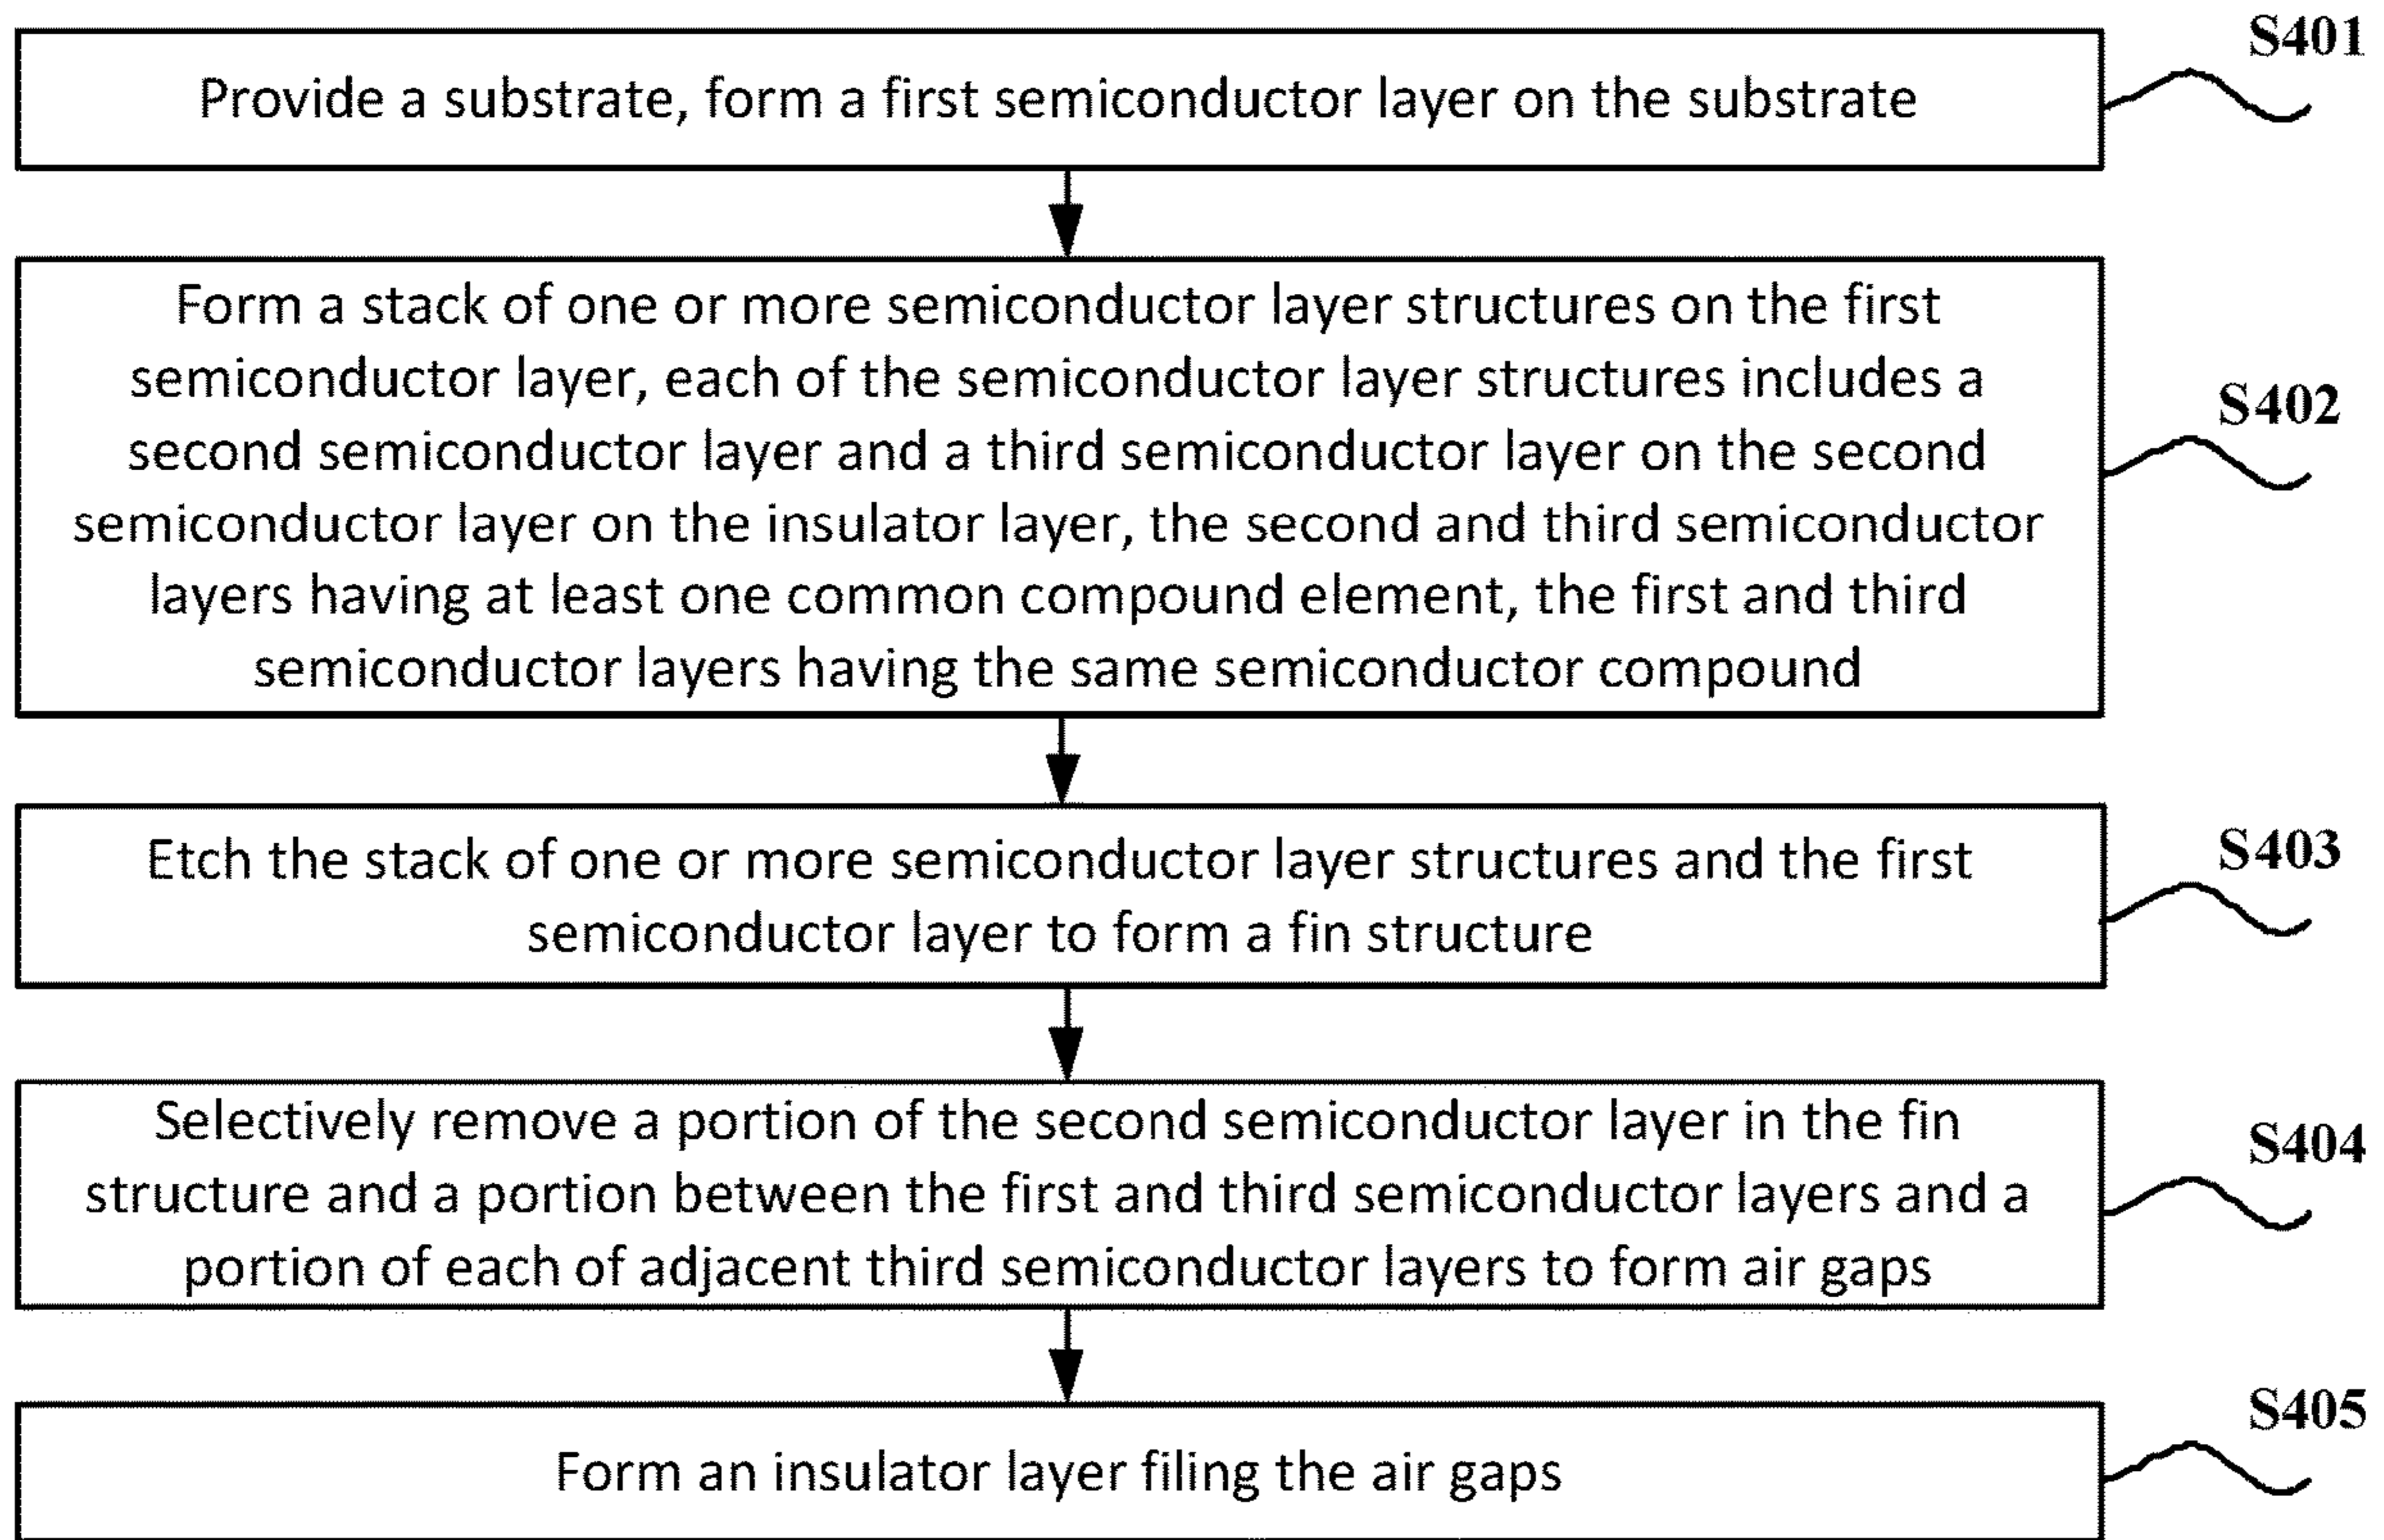 S401
Provide a substrate, form a first semiconductor layer on the substrate
Form a stack of one or more semiconductor layer structures on the first
semiconductor layer, each of the semiconductor layer structures includes a
second semiconductor layer and a third semiconductor layer on the second
semiconductor layer on the insulator layer, the second and third semiconductor
layers having at least one common compound element, the first and third
semiconductor layers having the same semiconductor compound
S402
Etch the stack of one or more semiconductor layer structures and the first
semiconductor layer to form a fin structure
S403
Selectively remove a portion of the second semiconductor layer in the fin
structure and a portion between the first and third semiconductor layers and a
portion of each of adjacent third semiconductor layers to form air gaps
S404
Form an insulator layer filing the air gaps
S405